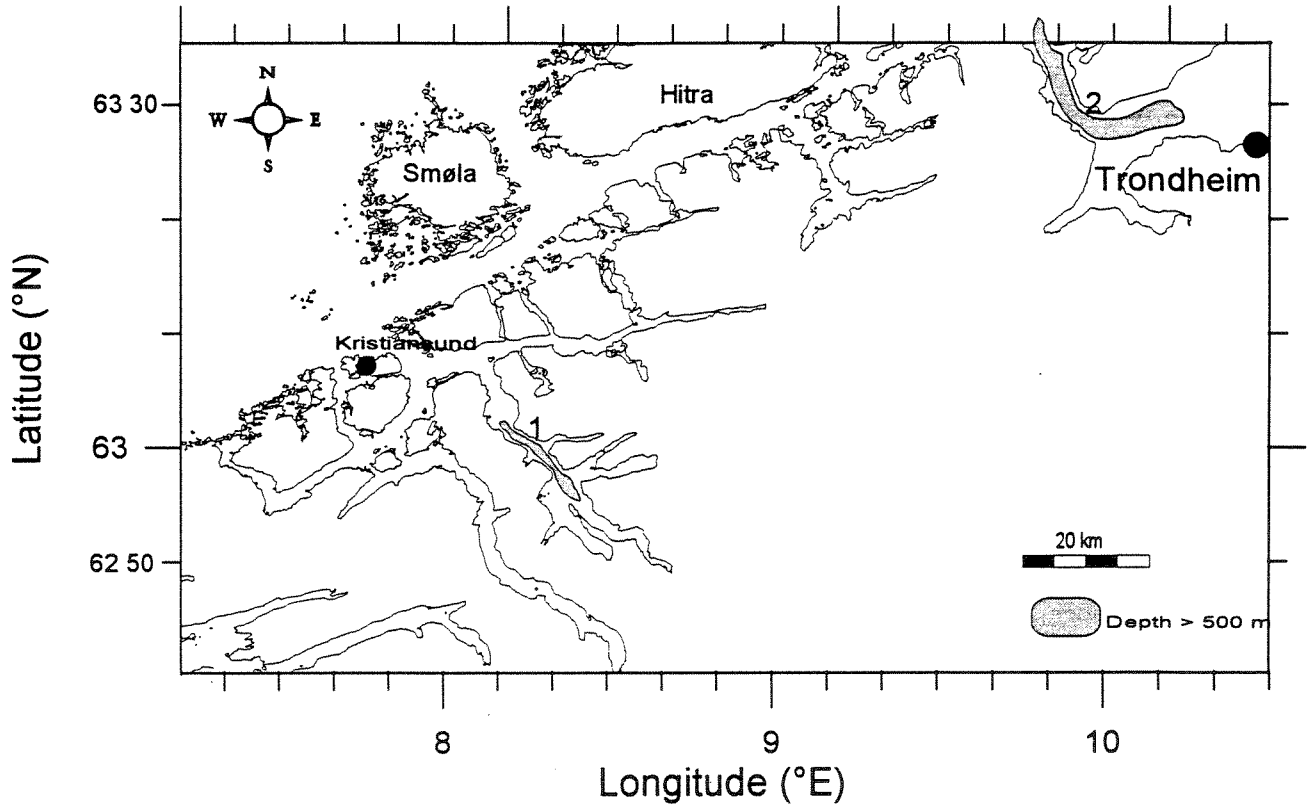 N
W E
S
63 30
Hitra
2
Smøla
Trondheim
Latitude (°N)
Kristiansund
1
63
20 km
62 50
Depth > 500 m
8 9 10
Longitude (°E)